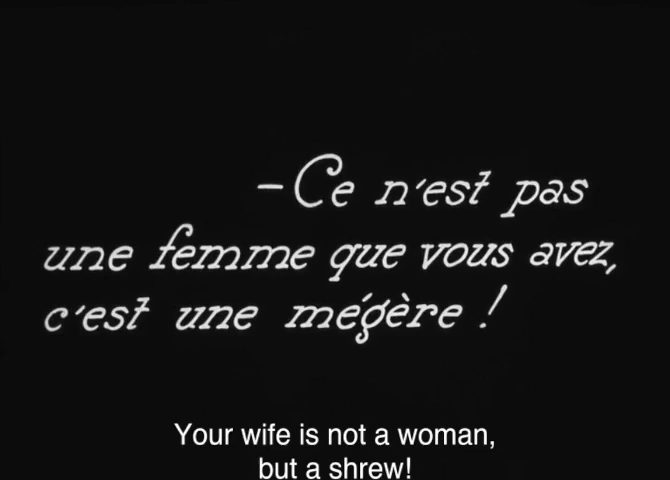 – Ce n'est pas
une femme que vous avez,
c'est une mégère !
Your wife is not a woman,
but a shrew!